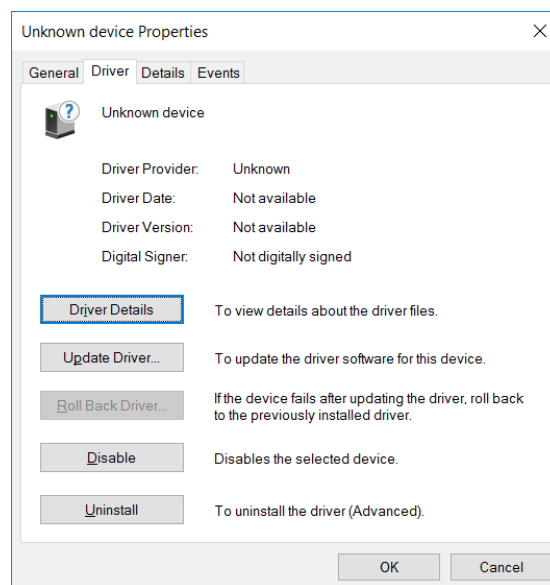 Unknown device Properties
General Driver Details Events
Unknown device
Driver Provider: Unknown
Driver Date: Not available
Driver Version: Not available
Digital Signer: Not digitally signed
Driver Details To view details about the driver files.
Update Driver... To update the driver software for this device.
Roll Back Driver... If the device fails after updating the driver, roll back
to the previously installed driver.
Disable Disables the selected device.
Uninstall To uninstall the driver (Advanced).
OK Cancel